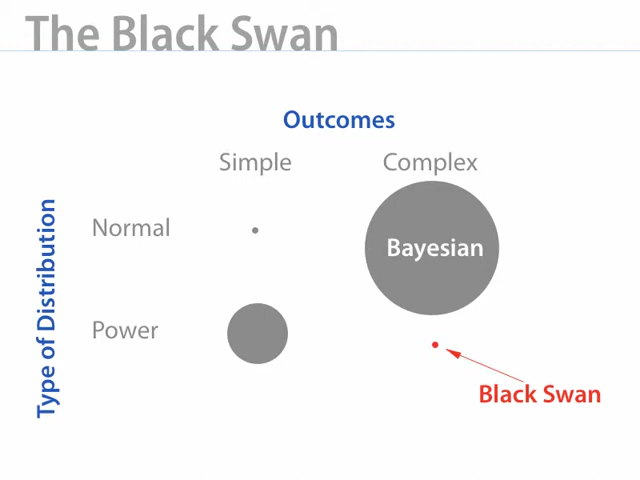 The Black Swan
Outcomes
Simple Complex
Type of Distribution
Normal
Bayesian
Power
Black Swan